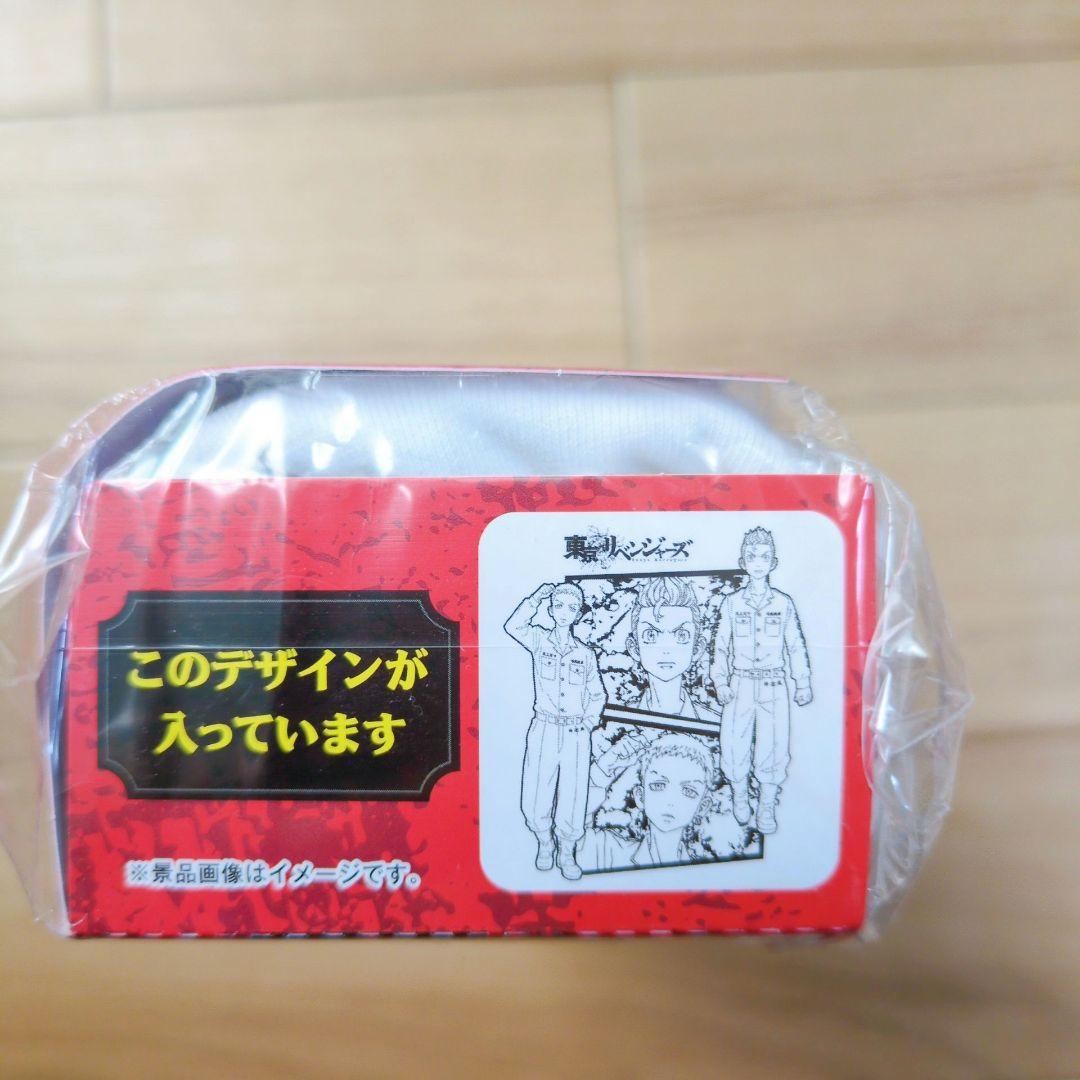 東京リベンジャーズ
このデザインが
入っています
※景品画像はイメージです。